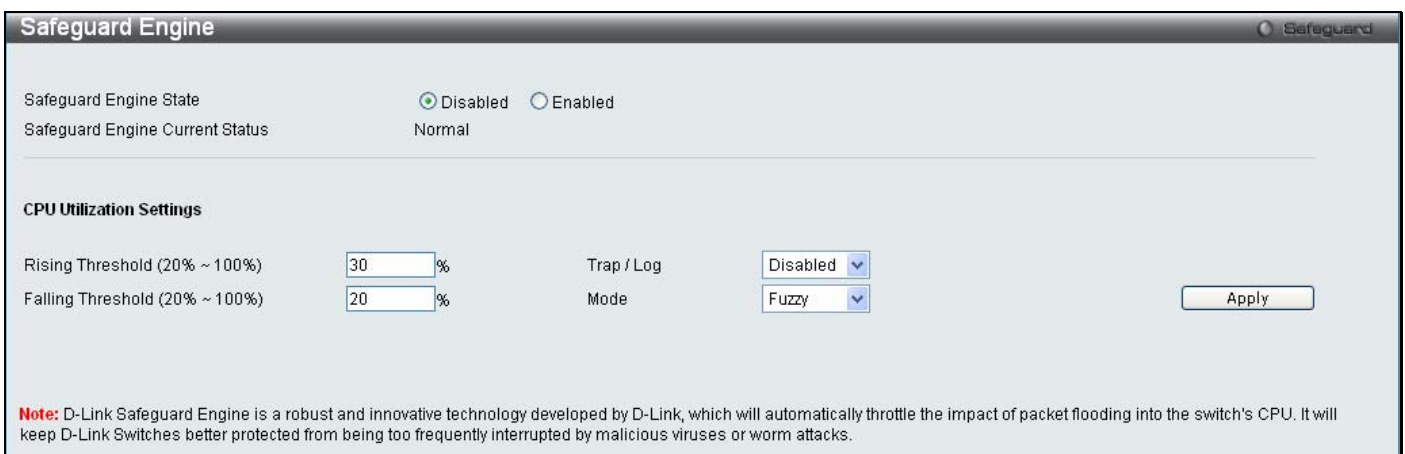 Safeguard Engine
Safeguard
Safeguard Engine State Disabled Enabled
Safeguard Engine Current Status Normal
CPU Utilization Settings
Rising Threshold (20% ~ 100%) 30 % Trap / Log Disabled
Falling Threshold (20% ~ 100%) 20 % Mode Fuzzy Apply
Note: D-Link Safeguard Engine is a robust and innovative technology developed by D-Link, which will automatically throttle the impact of packet flooding into the switch's CPU. It will
keep D-Link Switches better protected from being too frequently interrupted by malicious viruses or worm attacks.